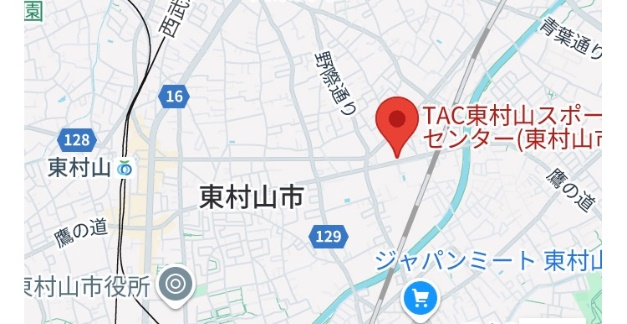 園
西武
青葉通り
野際通り
16
TAC東村山スポー
センター(東村山市
128
東村山
鷹の道
東村山市
鷹の道
129
ジャパンミート 東村山
東村山市役所